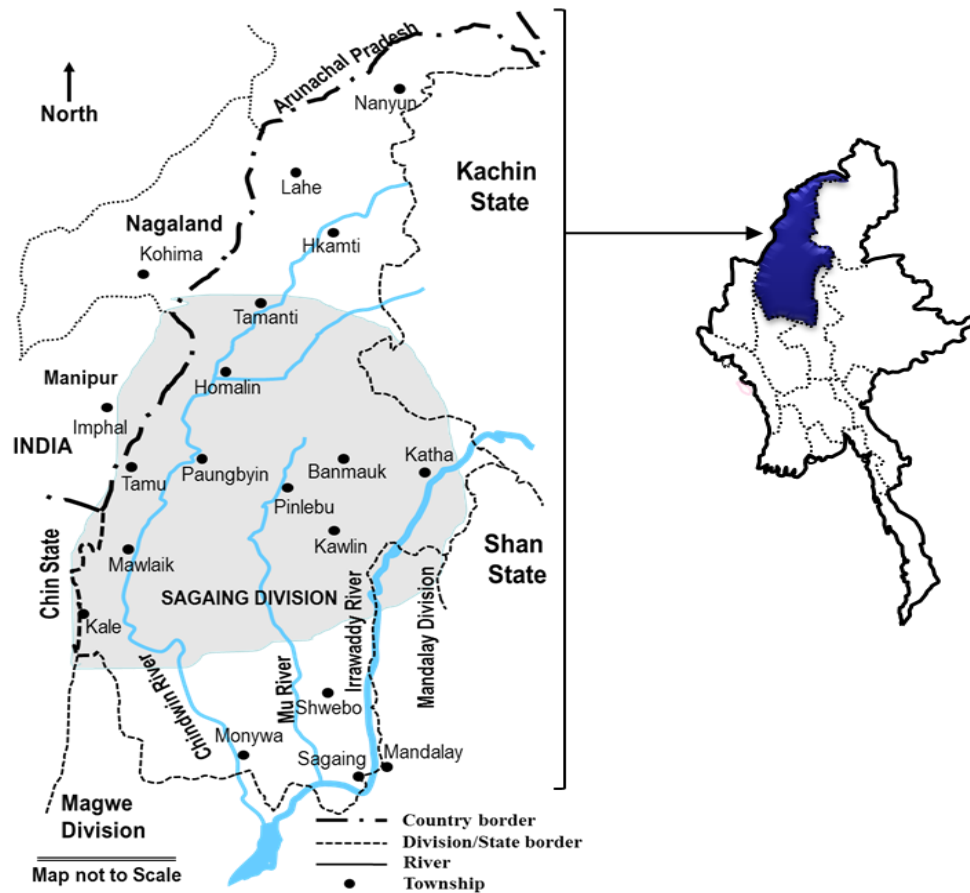 Arunachal Pradesh
North
Nanyun
Kachin
State
Lahe
Nagaland
Hkamti
Kohima
Tamanti
Manipur
Homalin
Imphal
INDIA
Tamu
Paungbyin
Banmauk
Katha
Pinlebu
Kawlin
Shan
State
Mawlaik
Chin State
SAGAING DIVISION
Kale
Irrawaddy River
Mandalay Division
Chindwin River
Mu River
Shwebo
Monywa
Sagaing
Mandalay
Magwe
Division
Map not to Scale
Country border
Division/State border
River
Township